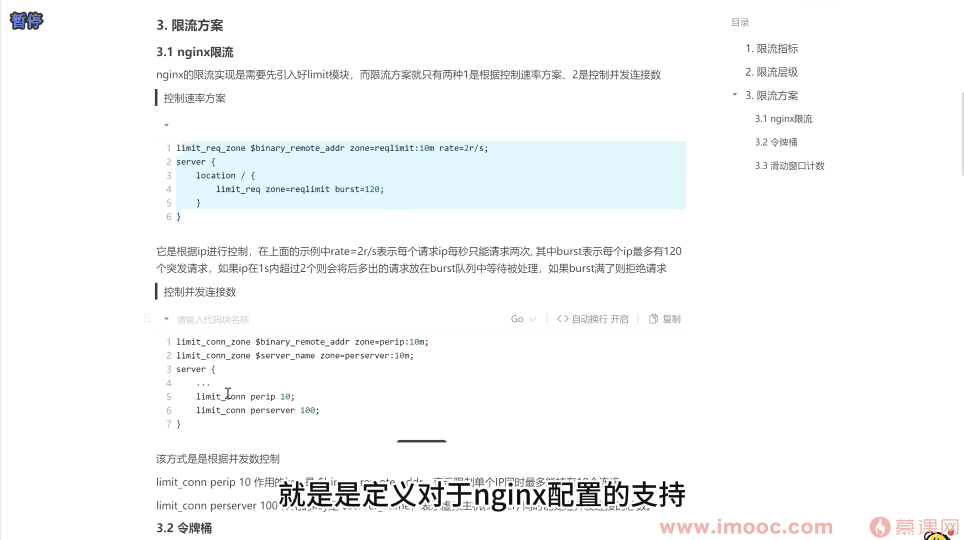 暂停
3. 限流方案
3.1 nginx限流
nginx的限流实现是需要先引入好limit模块，而限流方案就只有两种1是根据控制速率方案、2是控制并发连接数
控制速率方案
1 limit_req_zone $binary_remote_addr zone=reqlimit:10m rate=2r/s;
2 server {
3 location / {
4 limit_req zone=reqlimit burst=120;
5 }
6 }
它是根据ip进行控制，在上面的示例中rate=2r/s表示每个请求ip每秒只能请求两次, 其中burst表示每个ip最多有120
个突发请求，如果ip在1s内超过2个则会将后多出的请求放在burst队列中等待被处理，如果burst满了则拒绝请求
控制并发连接数
请输入代码块名称 Go 自动换行 开启 复制
1 limit_conn_zone $binary_remote_addr zone=perip:10m;
2 limit_conn_zone $server_name zone=perserver:10m;
3 server {
4 ...
5 limit_conn perip 10;
6 limit_conn perserver 100;
7 }
该方式是是根据并发数控制
limit_conn perip 10 作用的
limit_conn perserver 100
就是是定义对于nginx配置的支持
3.2 令牌桶
目录
1. 限流指标
2. 限流层级
3. 限流方案
3.1 nginx限流
3.2 令牌桶
3.3 滑动窗口计数
www.imooc.com 慕课网